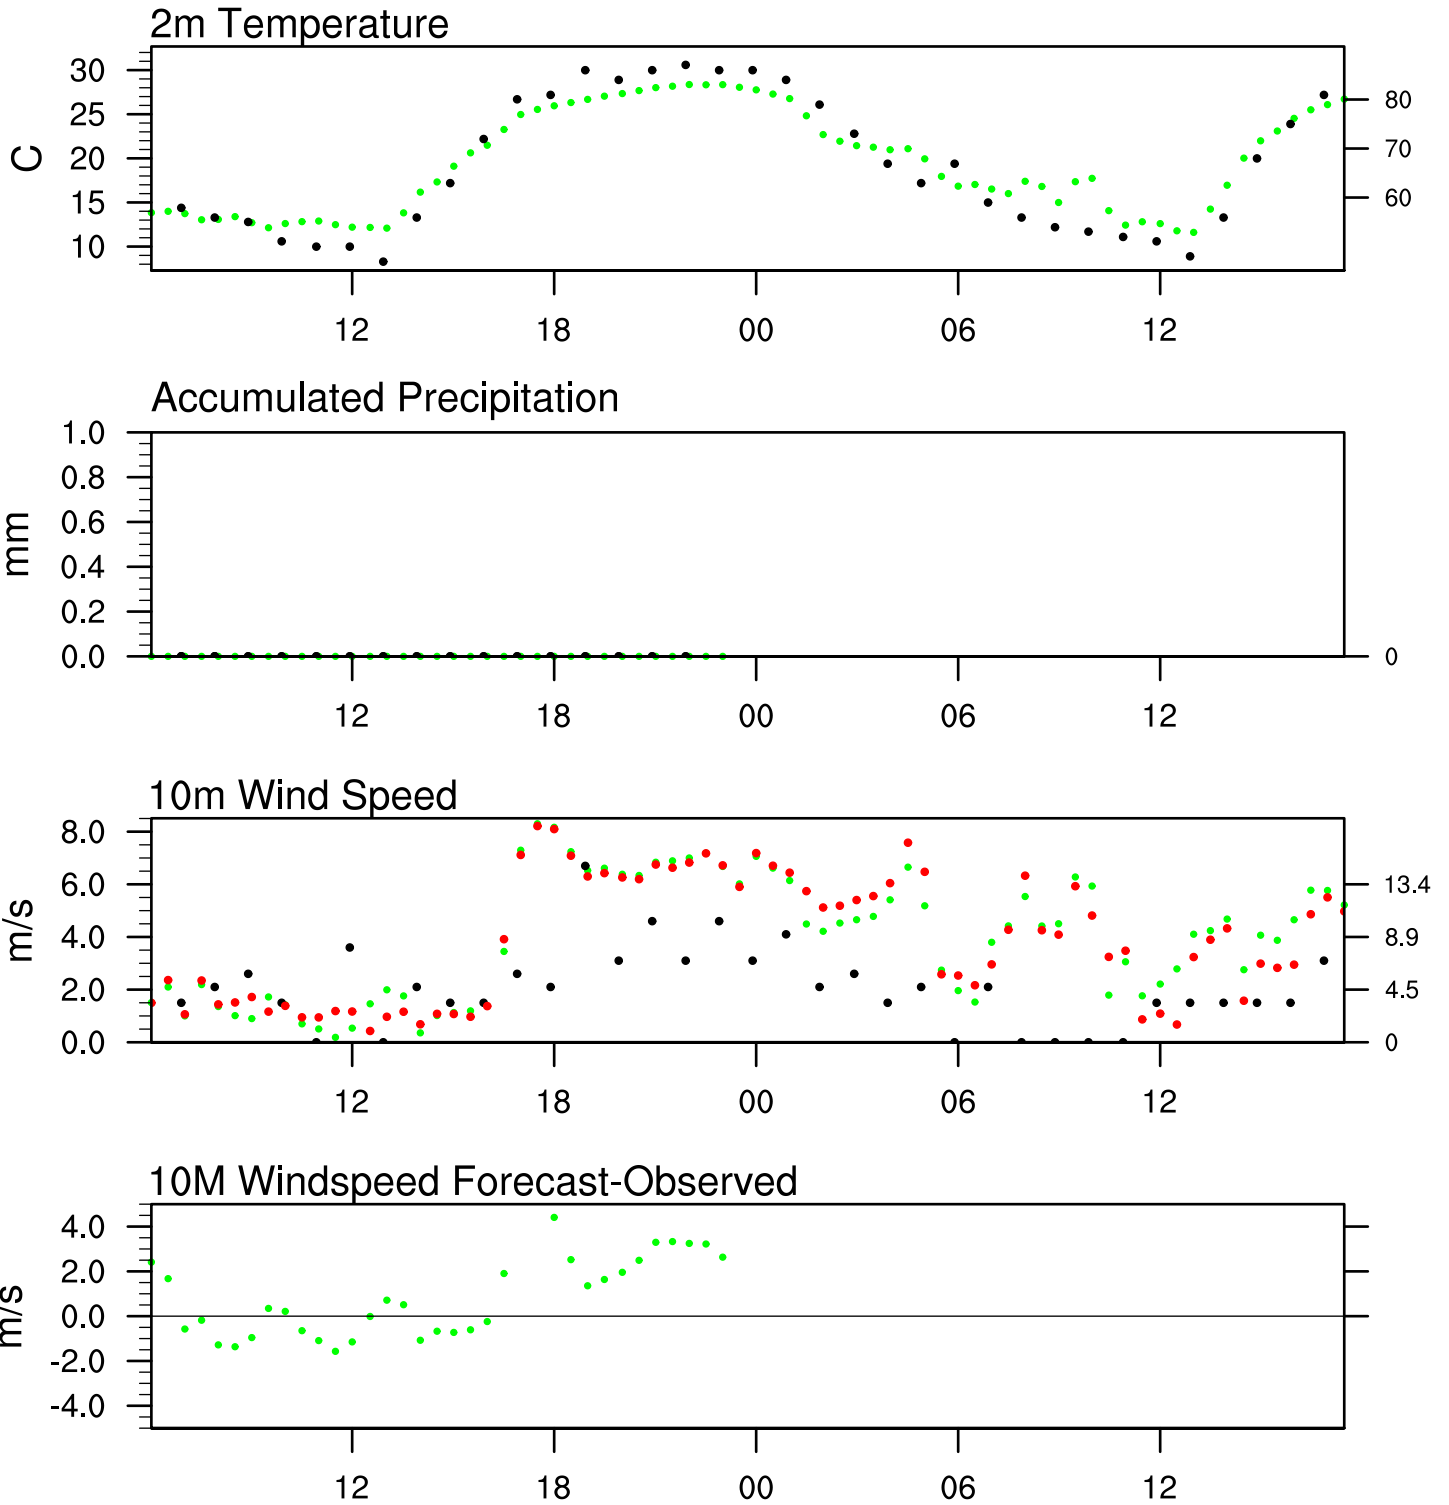 2m Temperature
30
25
20
15
10
C
80
70
60
12 18 00 06 12
Accumulated Precipitation
1.0
0.8
0.6
0.4
0.2
0.0
mm
0
12 18 00 06 12
10m Wind Speed
8.0
6.0
4.0
2.0
0.0
m/s
13.4
8.9
4.5
0
12 18 00 06 12
10M Windspeed Forecast-Observed
4.0
2.0
0.0
-2.0
-4.0
m/s
12 18 00 06 12